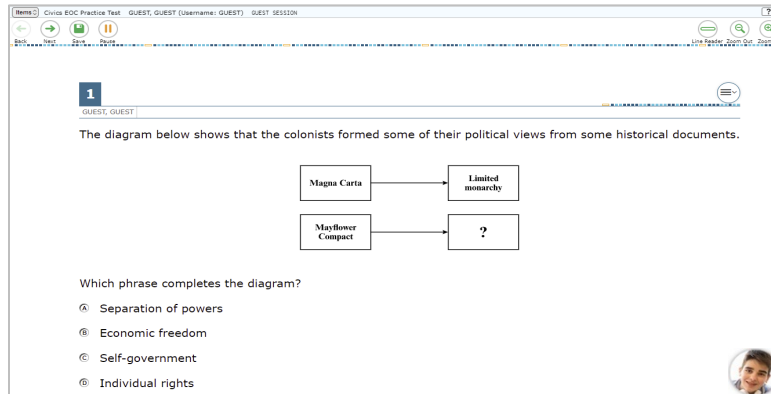 Items Civics EOC Practice Test GUEST, GUEST (Username: GUEST) GUEST SESSION ?
Back Next Save Pause Line Reader Zoom Out Zoom
1
GUEST, GUEST
The diagram below shows that the colonists formed some of their political views from some historical documents.
Magna Carta
Limited
monarchy
Mayflower
Compact
?
Which phrase completes the diagram?
A Separation of powers
B Economic freedom
C Self-government
D Individual rights